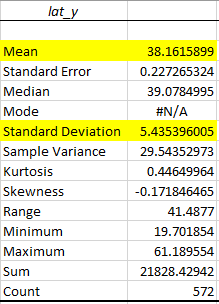 lat_y
Mean 38.1615899
Standard Error 0.227265324
Median 39.0784995
Mode #N/A
Standard Deviation 5.435396005
Sample Variance 29.54352973
Kurtosis 0.44649964
Skewness -0.171846465
Range 41.4877
Minimum 19.701854
Maximum 61.189554
Sum 21828.42942
Count 572